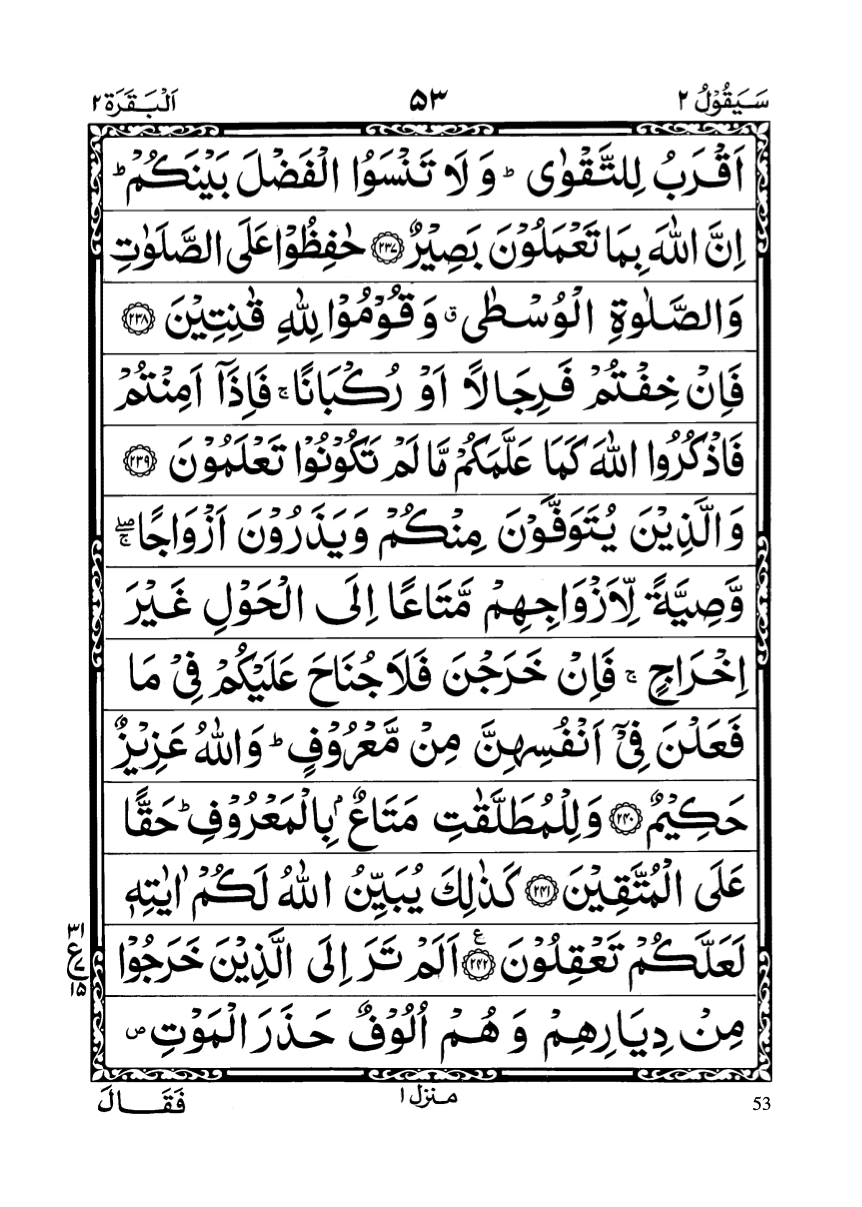 سَيَقُوْلُ ٢ ٥٣ اَلْبَقَرَة ٢
اَقْرَبُ لِلتَّقْوٰى ؕ وَ لَا تَنْسَوُا الْفَضْلَ بَيْنَكُمْ ؕ
اِنَّ اللّٰهَ بِمَا تَعْمَلُوْنَ بَصِيْرٌ ﴿٢٣٧﴾ حٰفِظُوْا عَلَى الصَّلَوٰتِ
وَالصَّلٰوةِ الْوُسْطٰى ق وَ قُوْمُوْا لِلّٰهِ قٰنِتِيْنَ ﴿٢٣٨﴾
فَاِنْ خِفْتُمْ فَرِجَالًا اَوْ رُكْبَانًا ۚ فَاِذَاۤ اَمِنْتُمْ
فَاذْكُرُوا اللّٰهَ كَمَا عَلَّمَكُمْ مَّا لَمْ تَكُوْنُوْا تَعْلَمُوْنَ ﴿٢٣٩﴾
وَالَّذِيْنَ يُتَوَفَّوْنَ مِنْكُمْ وَيَذَرُوْنَ اَزْوَاجًا ۖۚ
وَّصِيَّةً لِّاَزْوَاجِهِمْ مَّتَاعًا اِلَى الْحَوْلِ غَيْرَ
اِخْرَاجٍ ۚ فَاِنْ خَرَجْنَ فَلَا جُنَاحَ عَلَيْكُمْ فِىْ مَا
فَعَلْنَ فِىْۤ اَنْفُسِهِنَّ مِنْ مَّعْرُوْفٍ ؕ وَاللّٰهُ عَزِيْزٌ
حَكِيْمٌ ﴿٢٤٠﴾ وَلِلْمُطَلَّقٰتِ مَتَاعٌۢ بِالْمَعْرُوْفِ ؕ حَقًّا
عَلَى الْمُتَّقِيْنَ ﴿٢٤١﴾ كَذٰلِكَ يُبَيِّنُ اللّٰهُ لَكُمْ اٰيٰتِهٖ
لَعَلَّكُمْ تَعْقِلُوْنَ ﴿٢٤٢﴾ ع اَلَمْ تَرَ اِلَى الَّذِيْنَ خَرَجُوْا
٣١
ع
١٥
مِنْ دِيَارِهِمْ وَ هُمْ اُلُوْفٌ حَذَرَ الْمَوْتِ ص
فَقَالَ منزل ١ 53